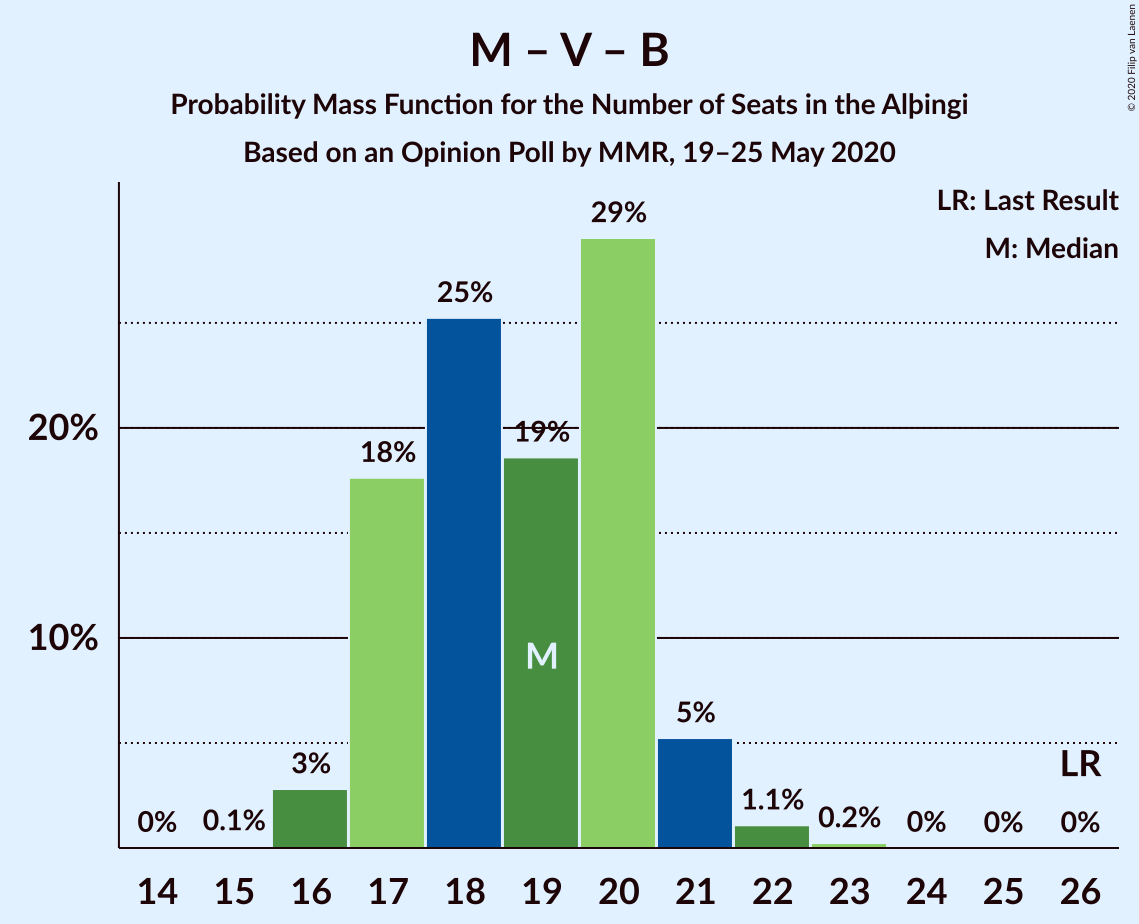 M – V – B
Probability Mass Function for the Number of Seats in the Alþingi
Based on an Opinion Poll by MMR, 19–25 May 2020
© 2020 Filip van Laenen
LR: Last Result
M: Median
29%
25%
20%
19%
18%
M
10%
5%
LR
3%
1.1%
0%
0.1%
0.2%
0%
0%
0%
14 15 16 17 18 19 20 21 22 23 24 25 26